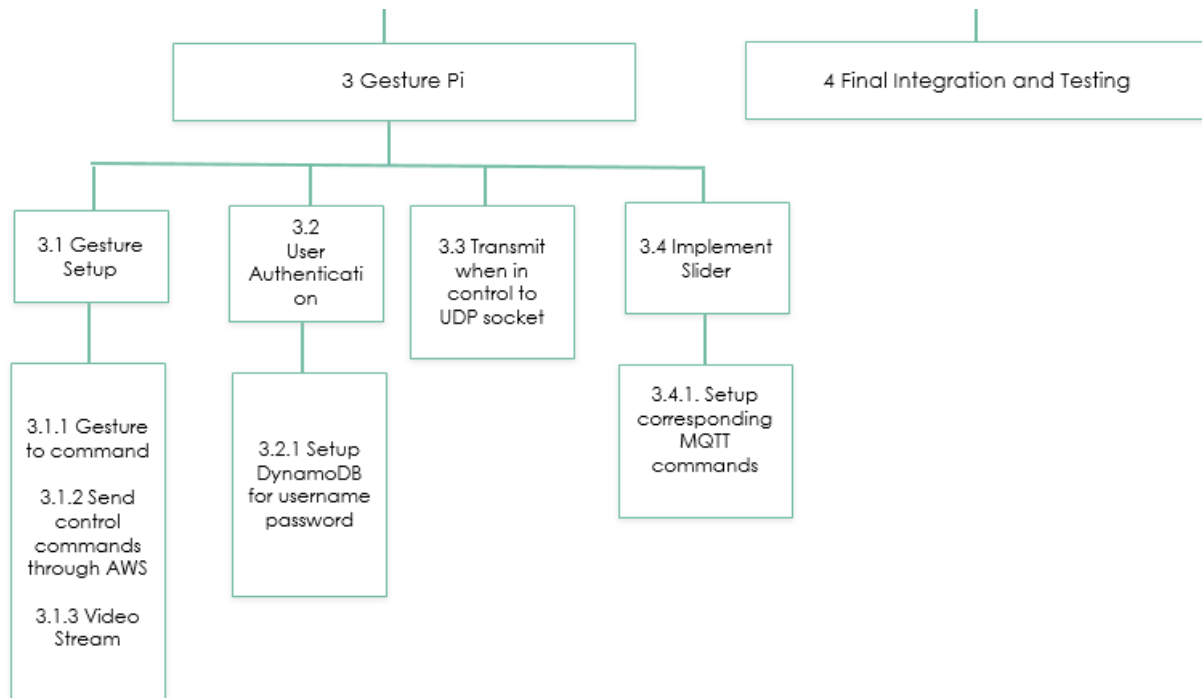 3 Gesture Pi
4 Final Integration and Testing
3.1 Gesture
Setup
3.2
User
Authenticati
on
3.3 Transmit
when in
control to
UDP socket
3.4 Implement
Slider
3.1.1 Gesture
to command
3.1.2 Send
control
commands
through AWS
3.1.3 Video
Stream
3.2.1 Setup
DynamoDB
for username
password
3.4.1. Setup
corresponding
MQTT
commands